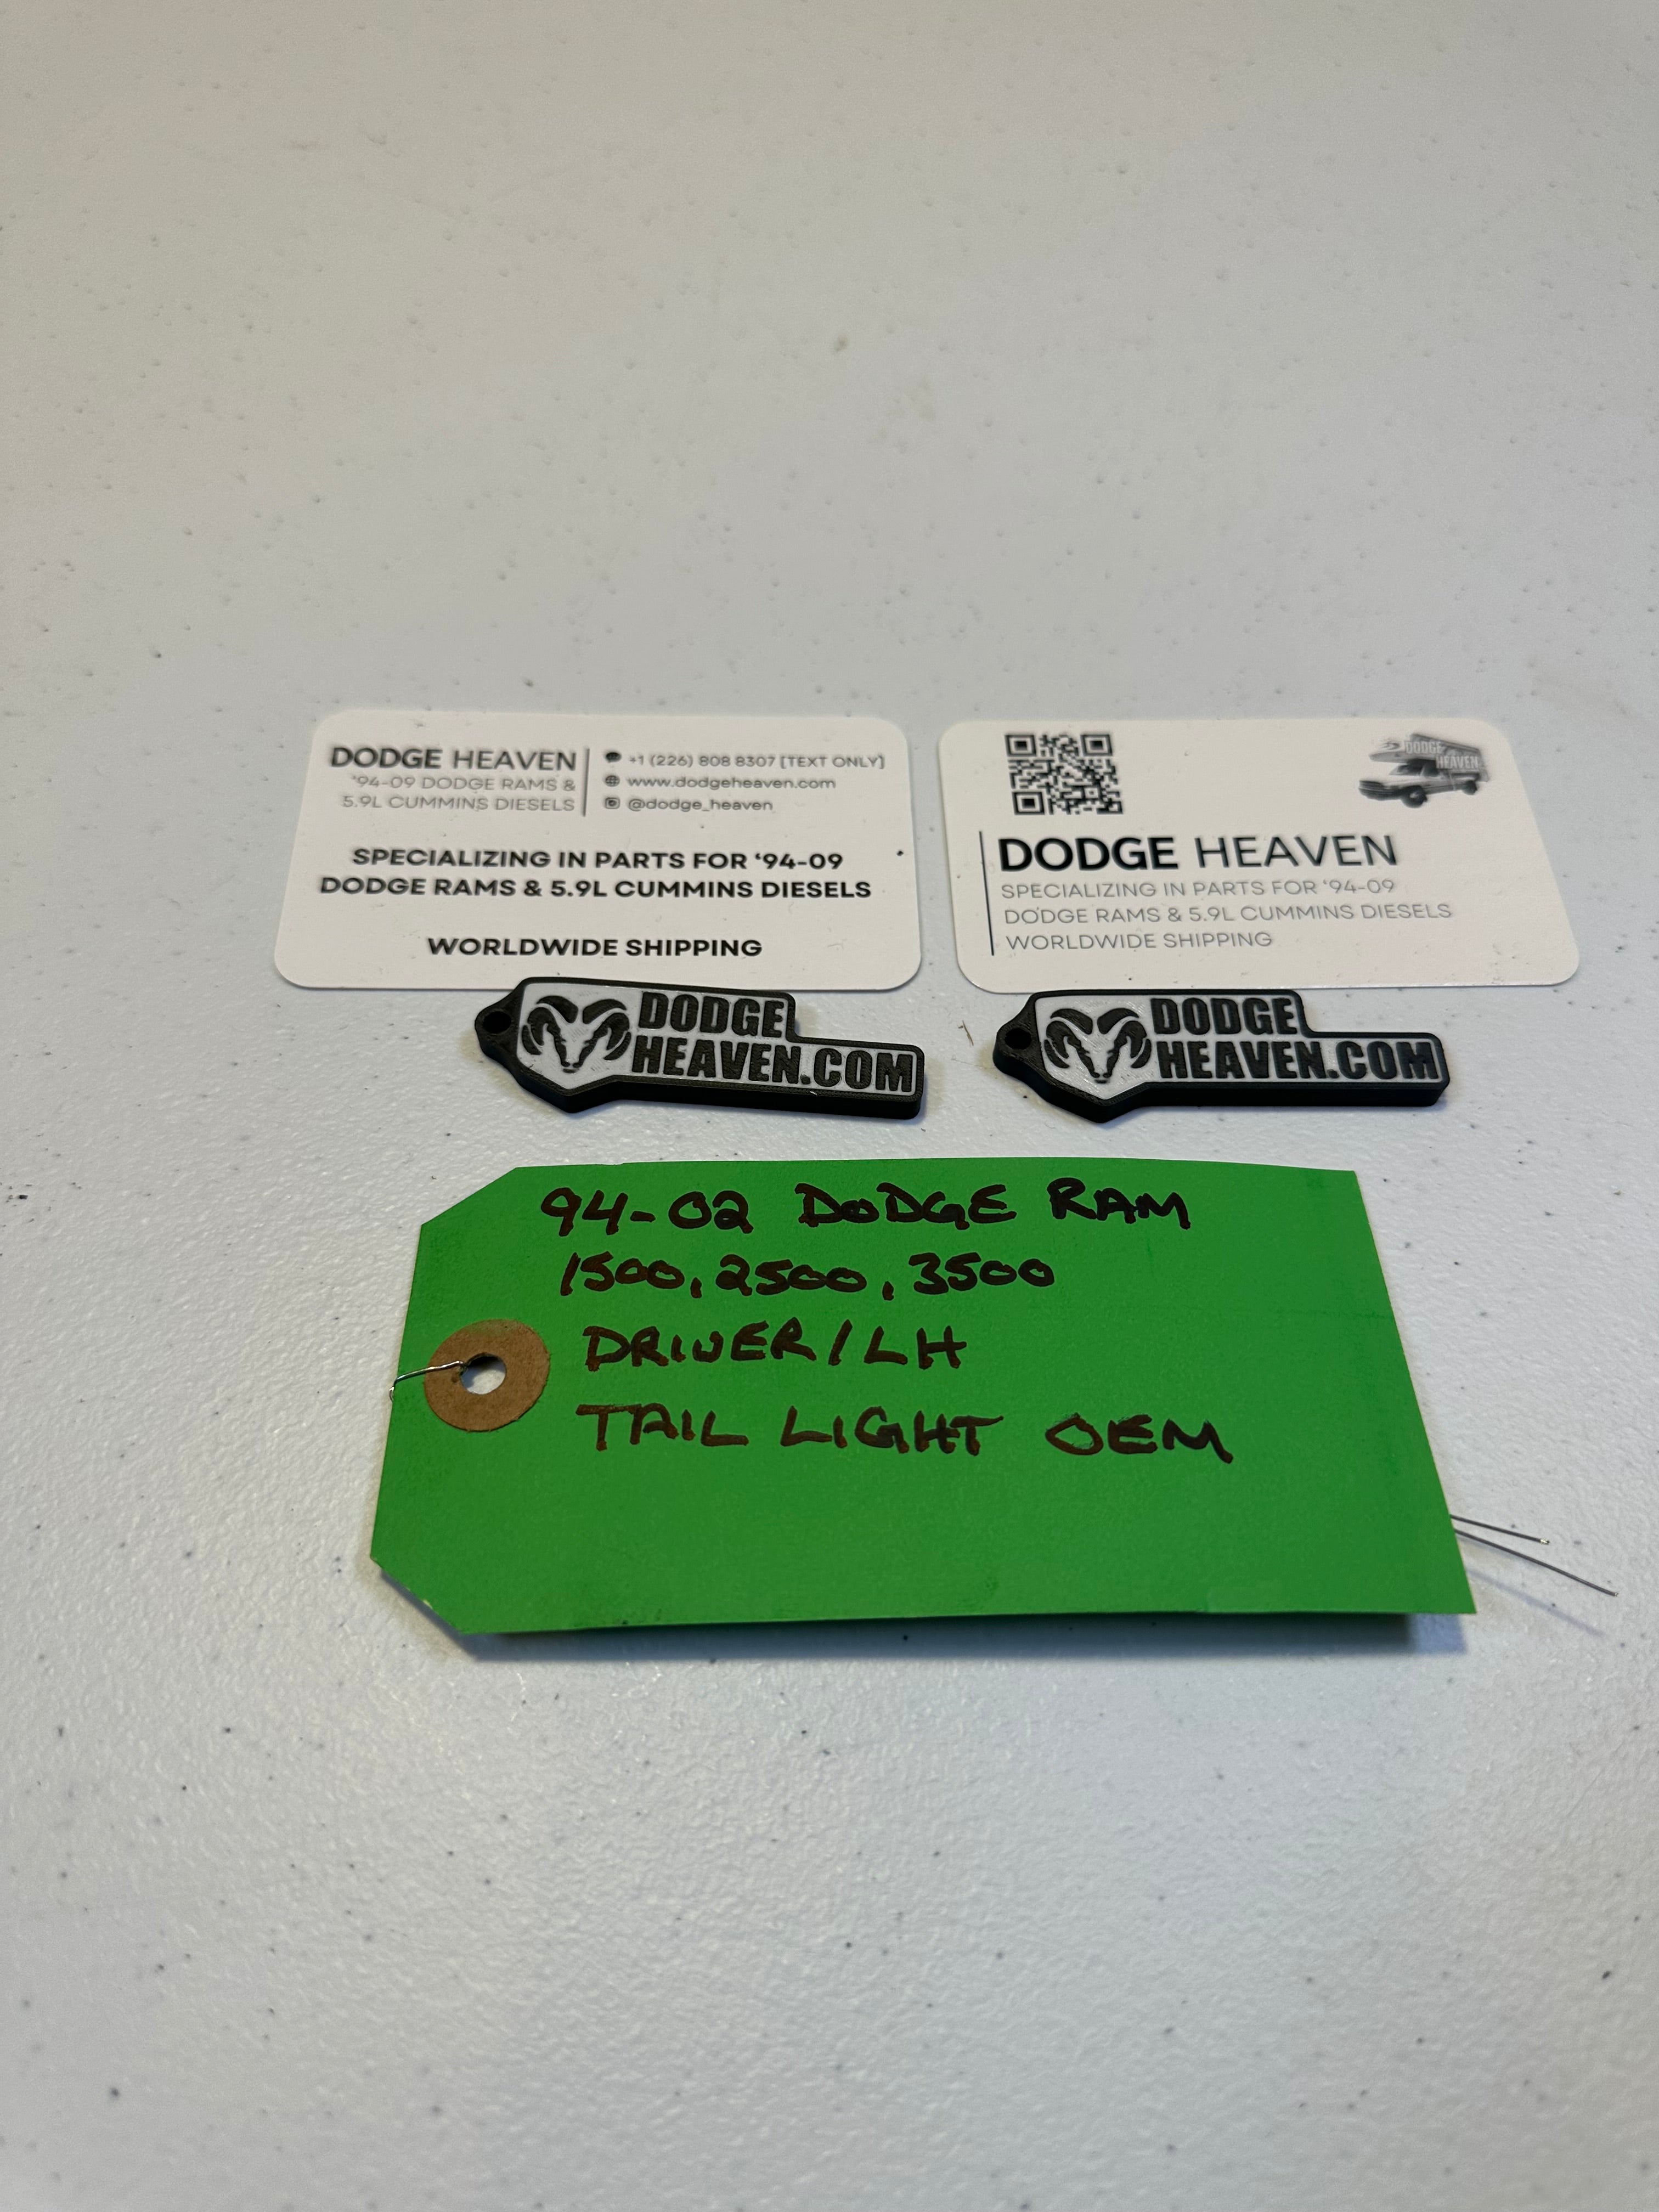 DODGE HEAVEN
'94-09 DODGE RAMS &
5.9L CUMMINS DIESELS
+1 (226) 808 8307 [TEXT ONLY]
www.dodgeheaven.com
@dodge_heaven
SPECIALIZING IN PARTS FOR '94-09
DODGE RAMS & 5.9L CUMMINS DIESELS
WORLDWIDE SHIPPING
DODGE
HEAVEN
DODGE HEAVEN
SPECIALIZING IN PARTS FOR '94-09
DODGE RAMS & 5.9L CUMMINS DIESELS
WORLDWIDE SHIPPING
DODGE
HEAVEN.COM
DODGE
HEAVEN.COM
94-02 DODGE RAM
1500, 2500, 3500
DRIVER/LH
TAIL LIGHT OEM